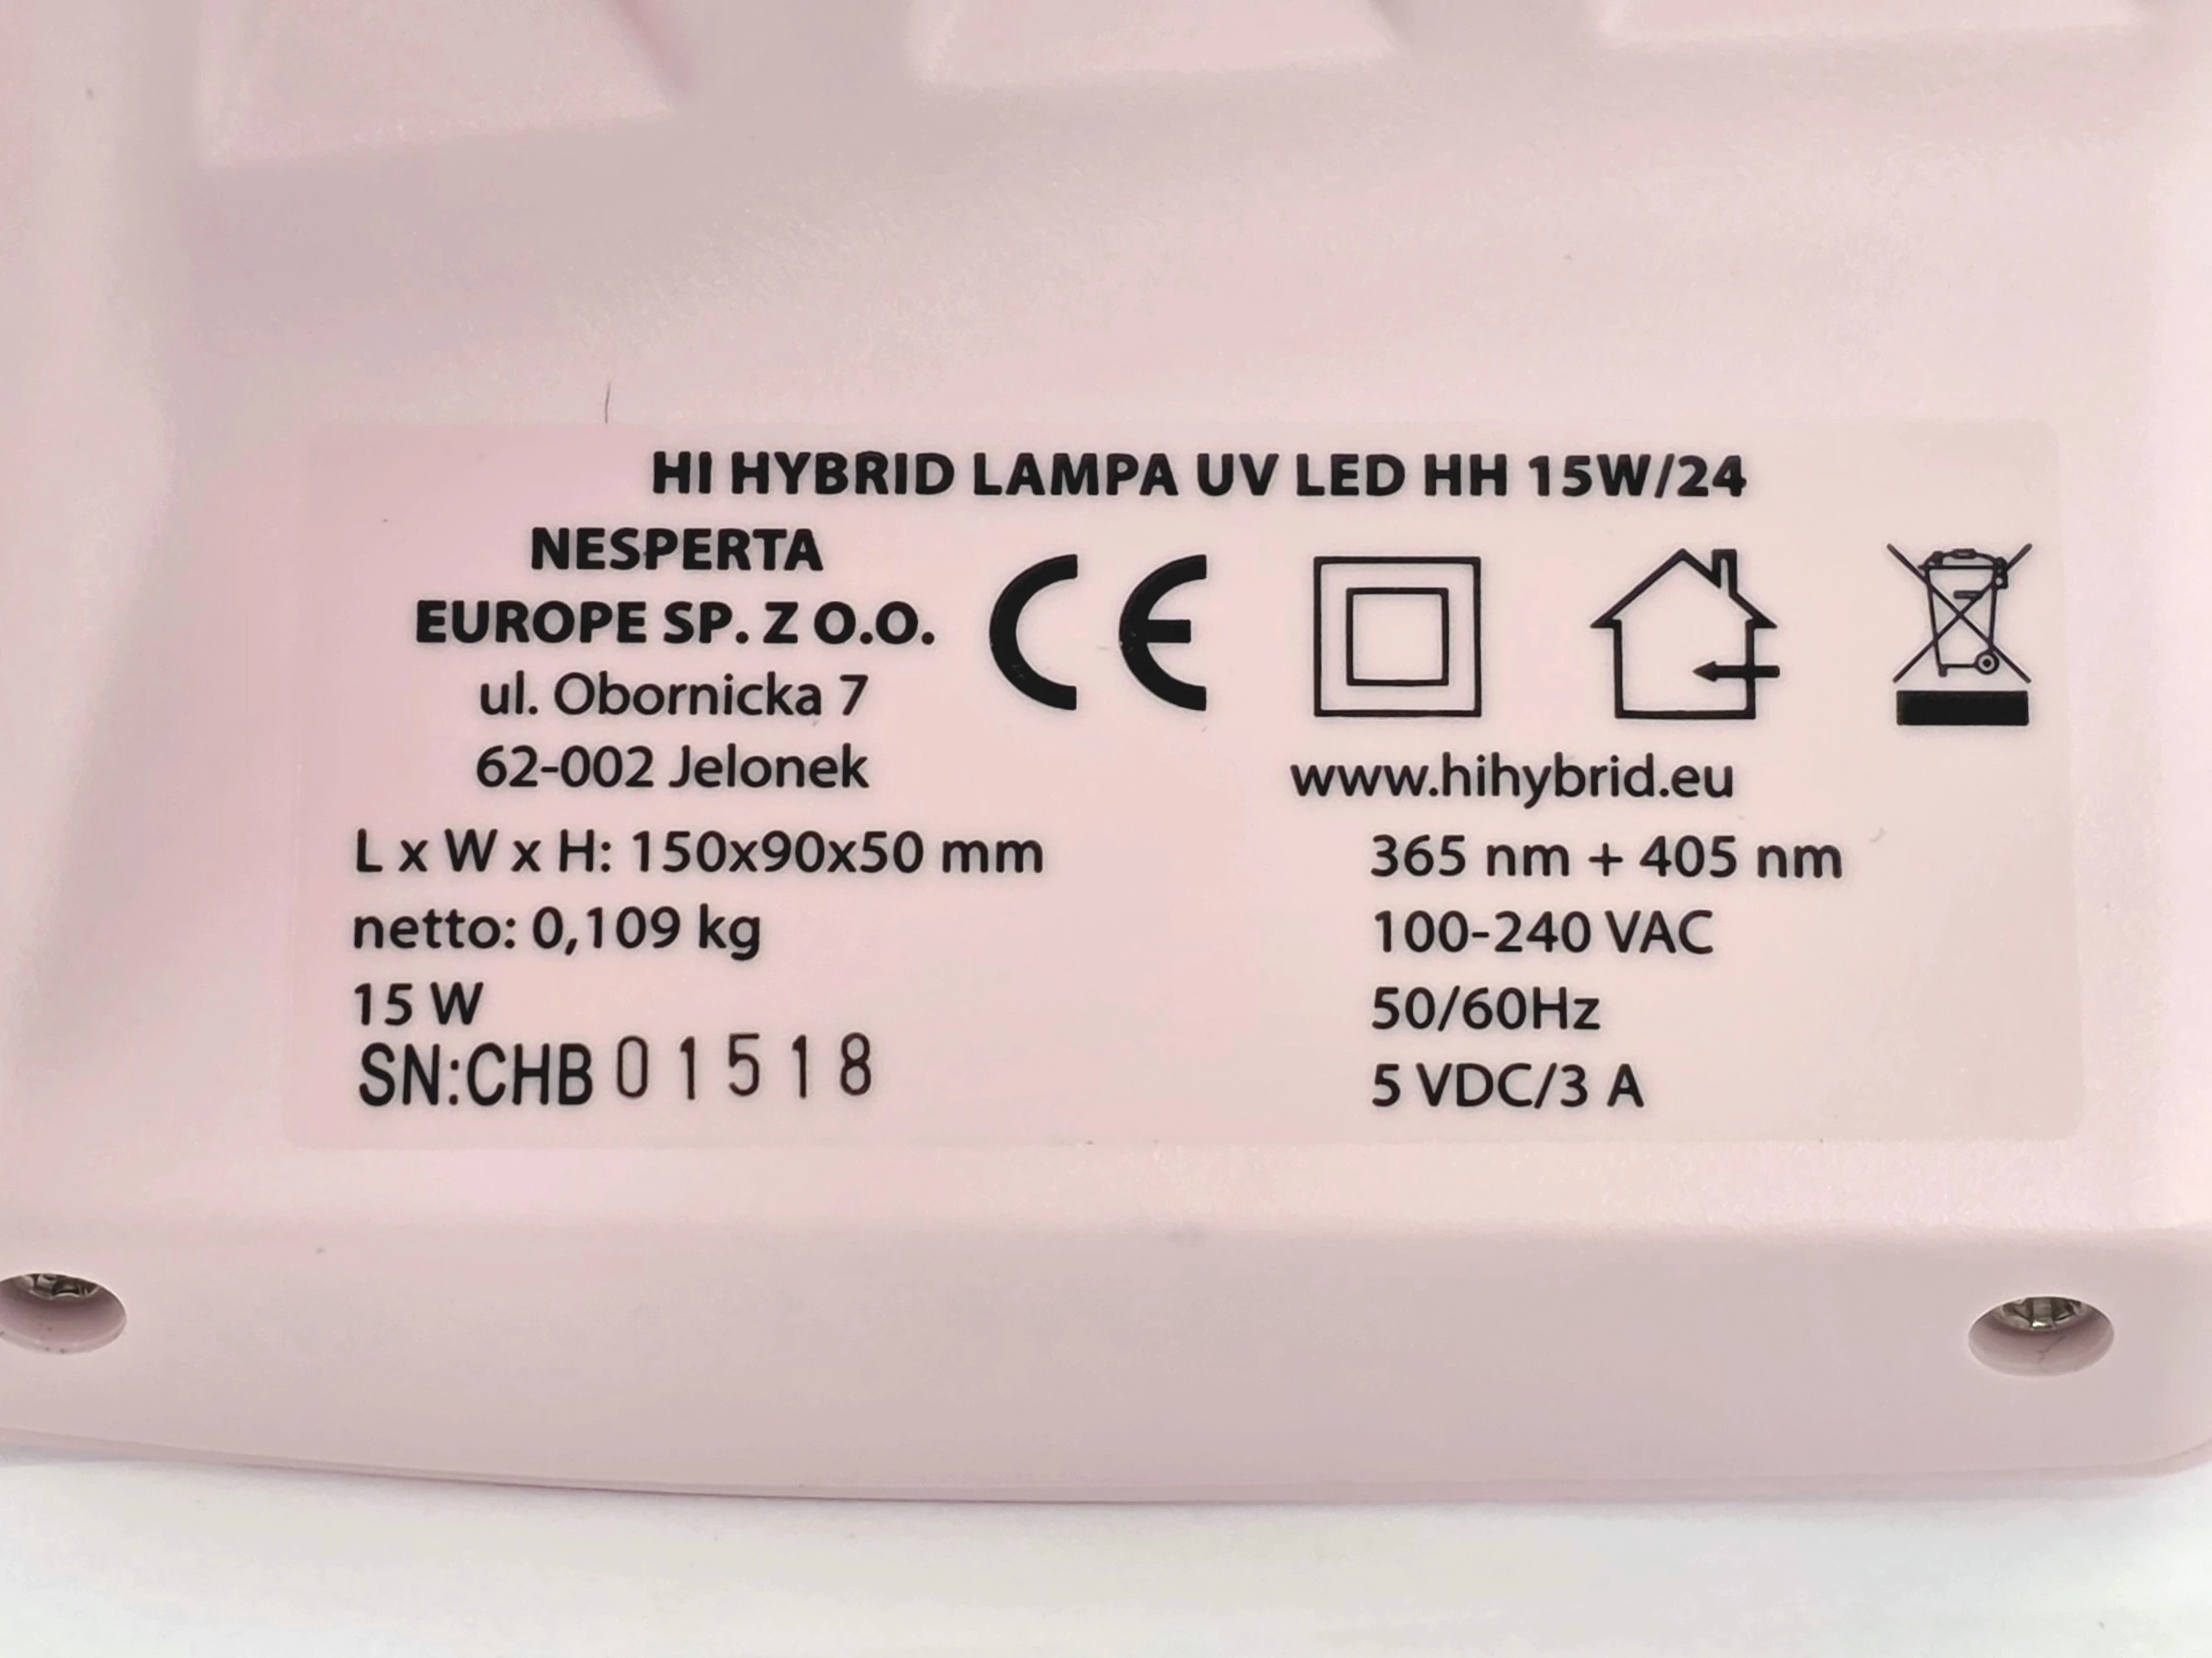 HI HYBRID LAMPA UV LED HH 15W/24
NESPERTA
EUROPE SP. Z O.O.
ul. Obornicka 7
62-002 Jelonek
CE
www.hihybrid.eu
L x W x H: 150x90x50 mm
netto: 0,109 kg
15 W
SN:CHB 01518
365 nm + 405 nm
100-240 VAC
50/60Hz
5 VDC/3 A